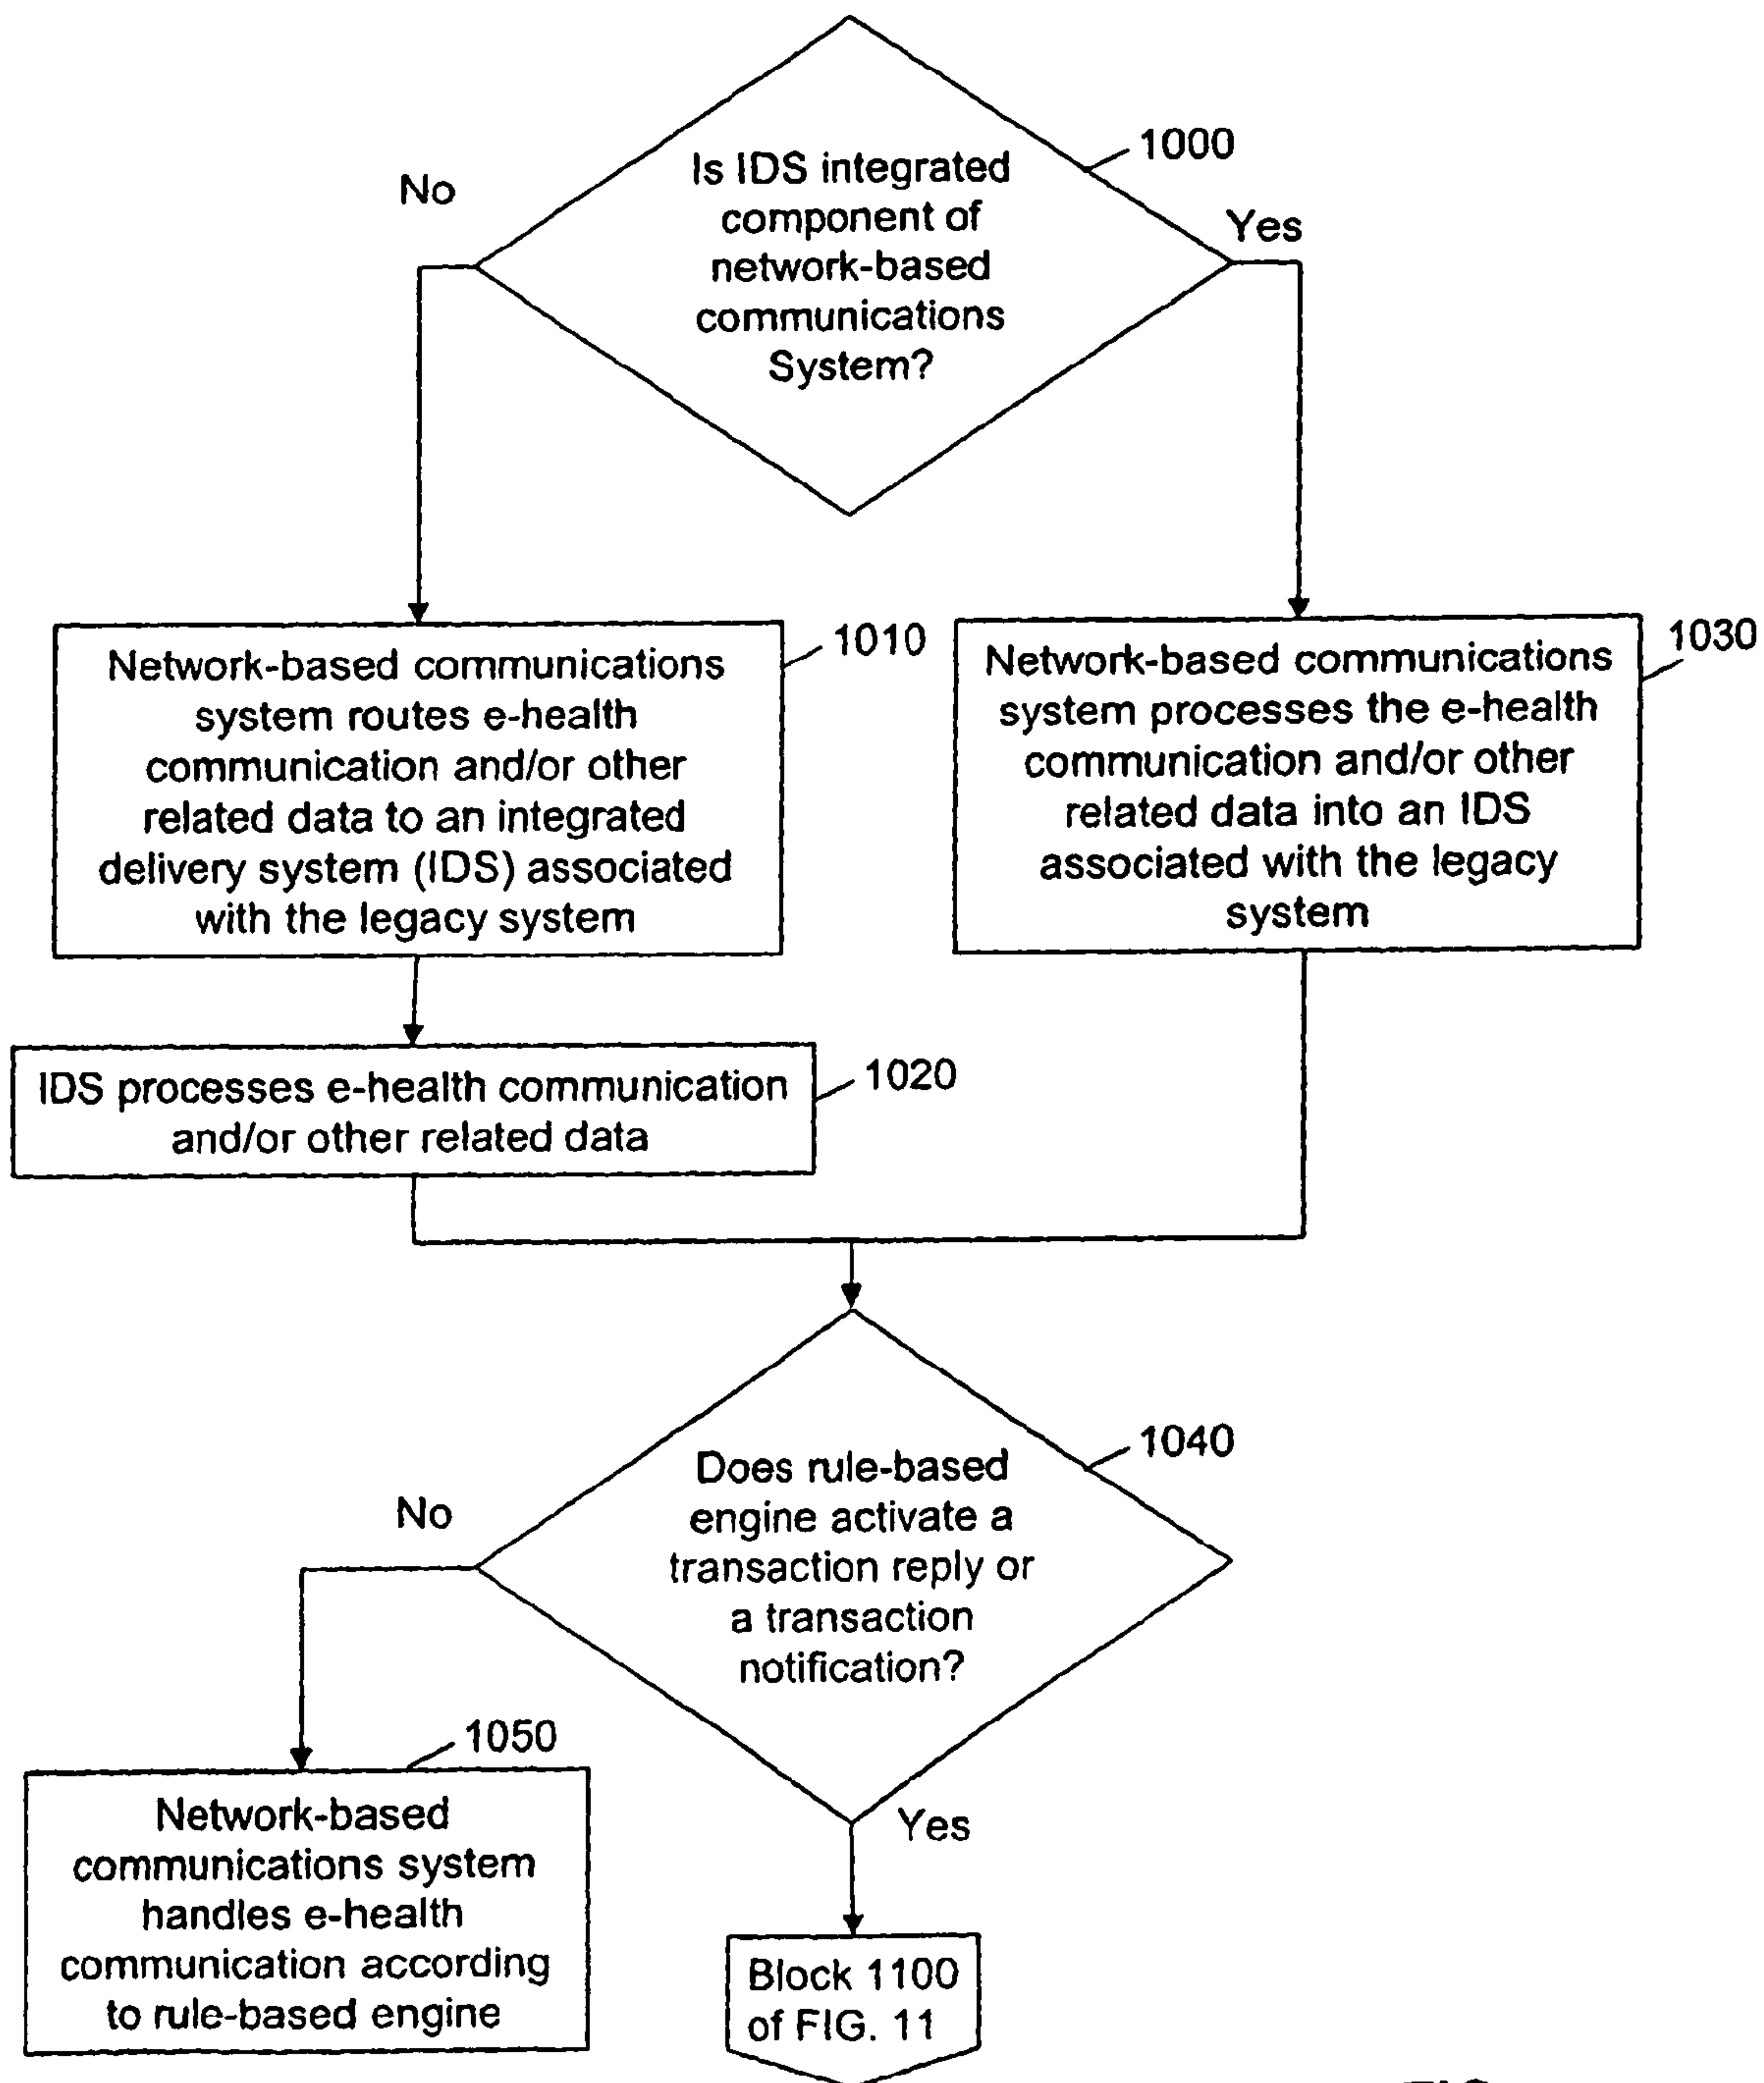 Is IDS integrated
component of
network-based
communications
System?
1000
No
Yes
Network-based communications
system routes e-health
communication and/or other
related data to an integrated
delivery system (IDS) associated
with the legacy system
1010
Network-based communications
system processes the e-health
communication and/or other
related data into an IDS
associated with the legacy
system
1030
IDS processes e-health communication
and/or other related data
1020
Does rule-based
engine activate a
transaction reply or
a transaction
notification?
1040
No
Yes
1050
Network-based
communications system
handles e-health
communication according
to rule-based engine
Block 1100
of FIG. 11